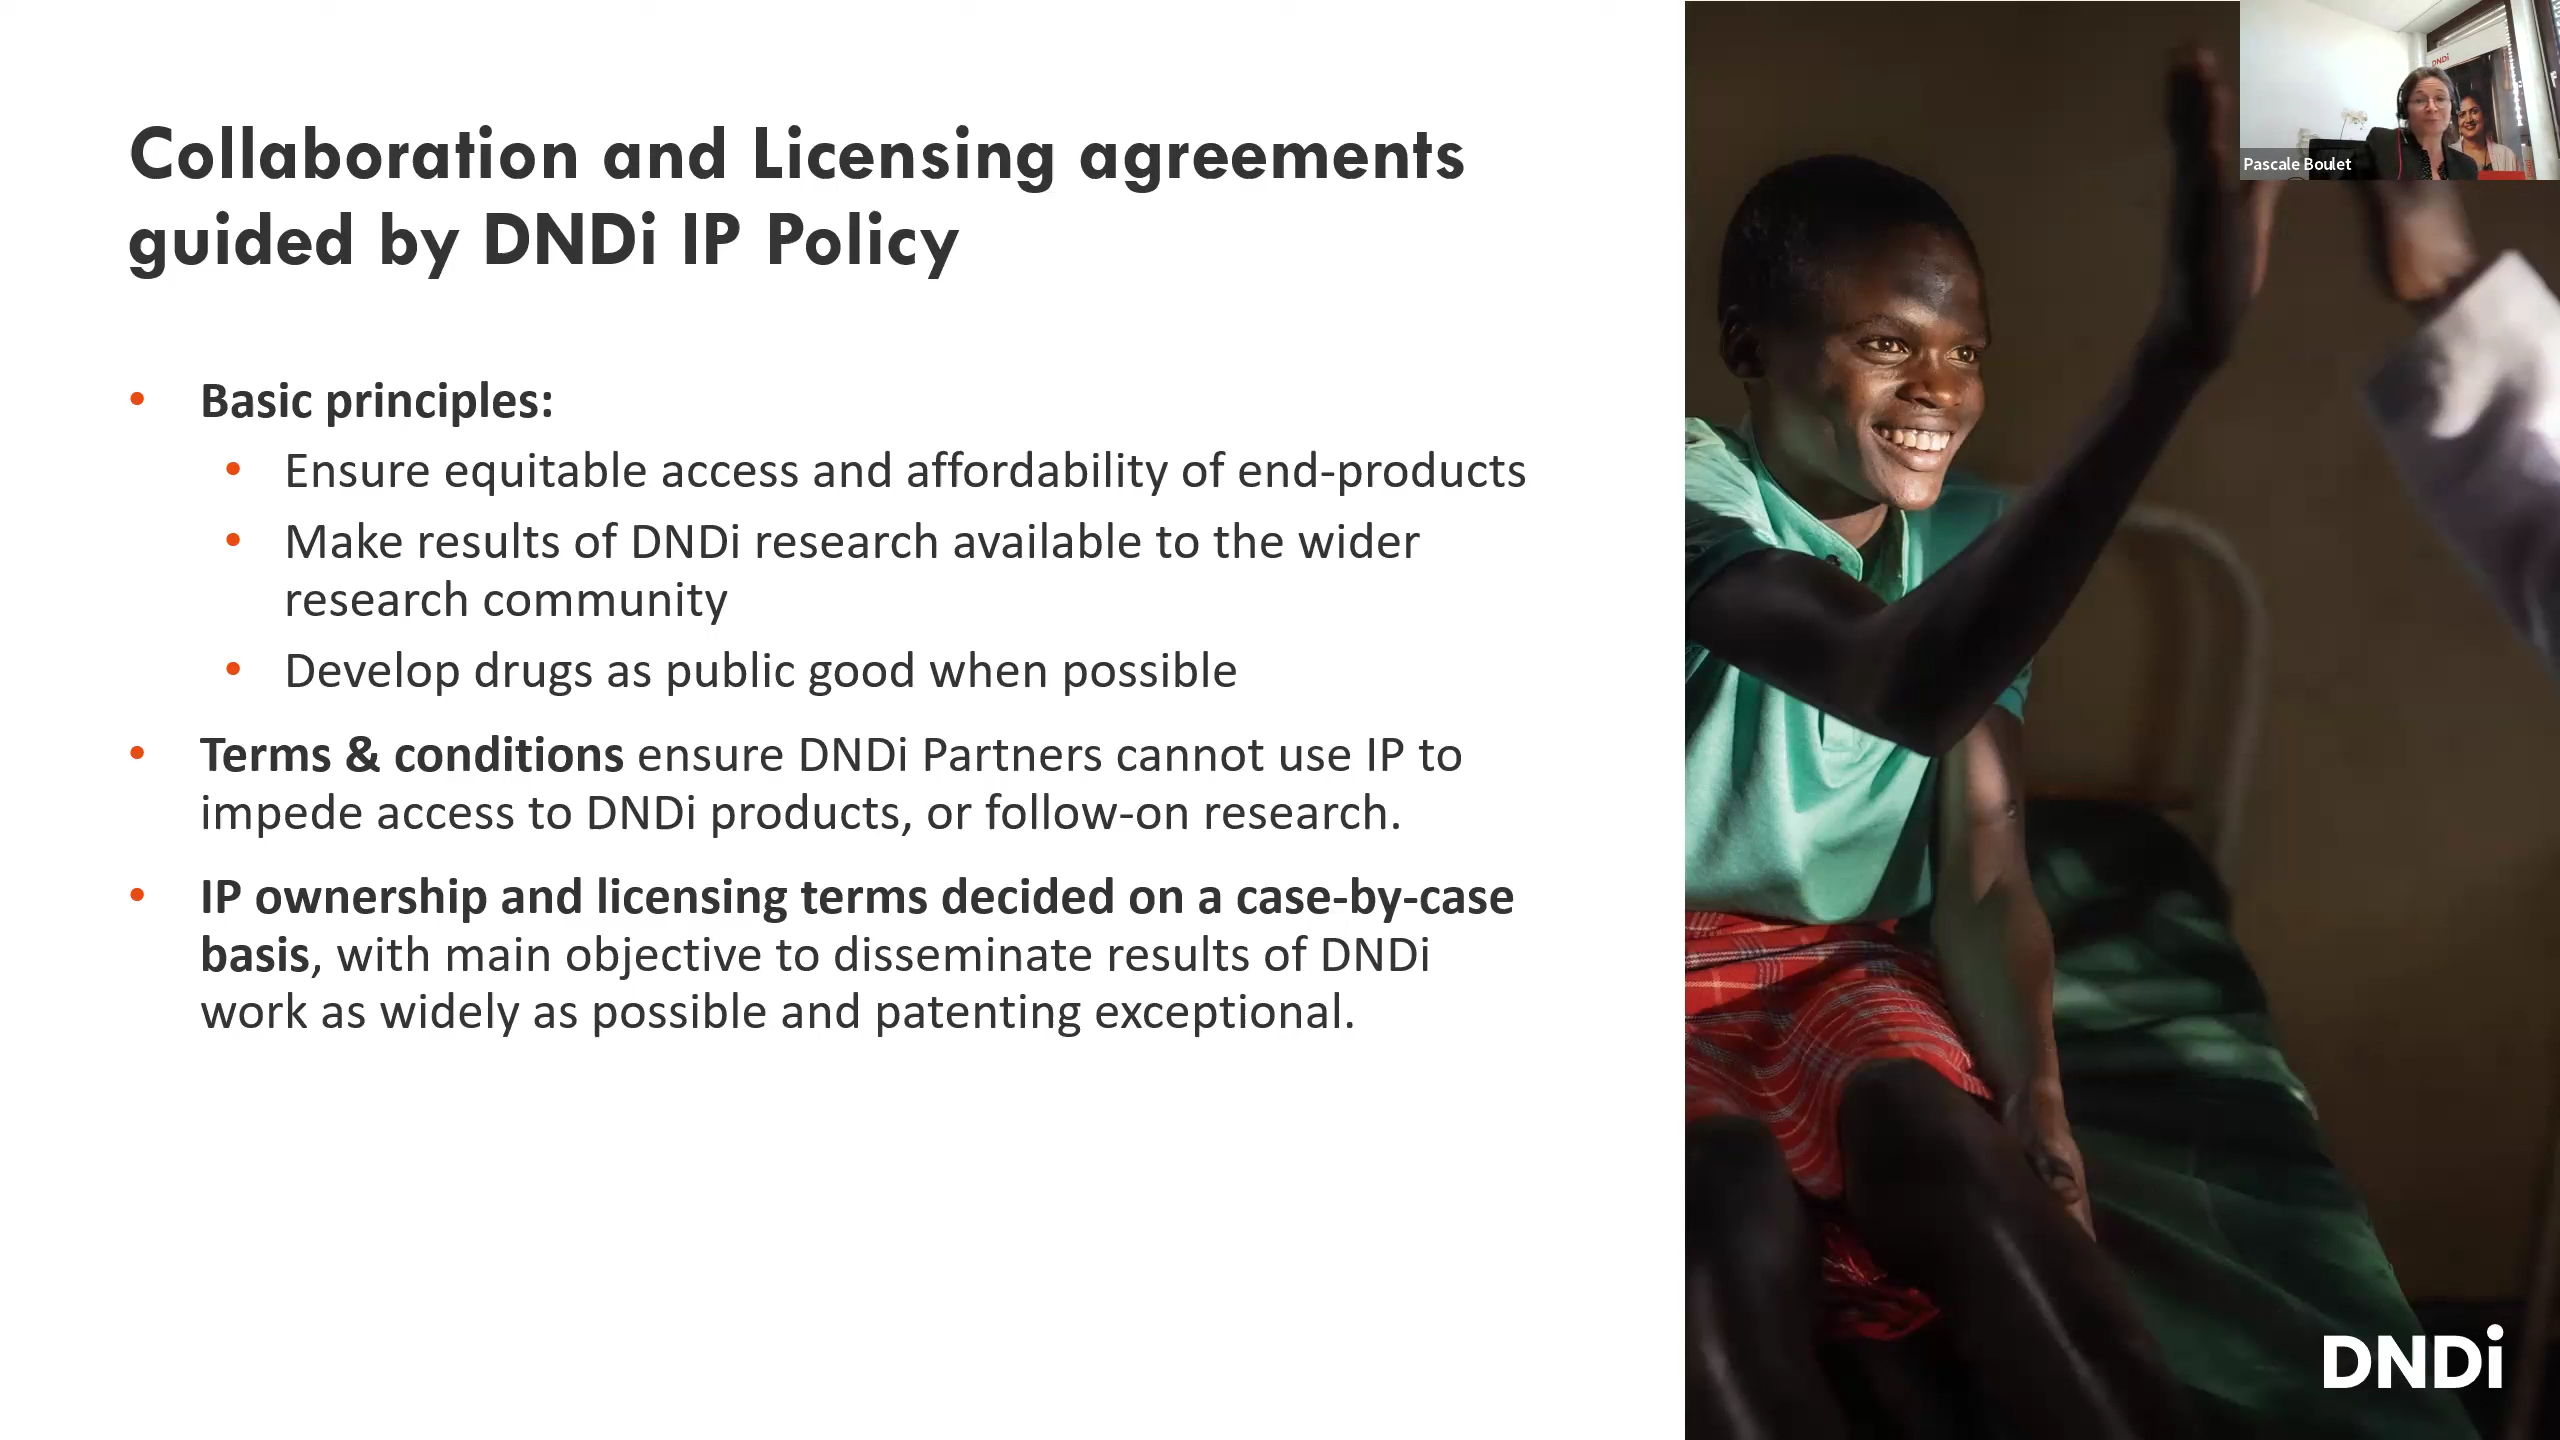 Collaboration and Licensing agreements
guided by DNDi IP Policy
• Basic principles:
• Ensure equitable access and affordability of end-products
• Make results of DNDi research available to the wider
research community
• Develop drugs as public good when possible
• Terms & conditions ensure DNDi Partners cannot use IP to
impede access to DNDi products, or follow-on research.
• IP ownership and licensing terms decided on a case-by-case
basis, with main objective to disseminate results of DNDi
work as widely as possible and patenting exceptional.
DNDi
Pascale Boulet
DNDi